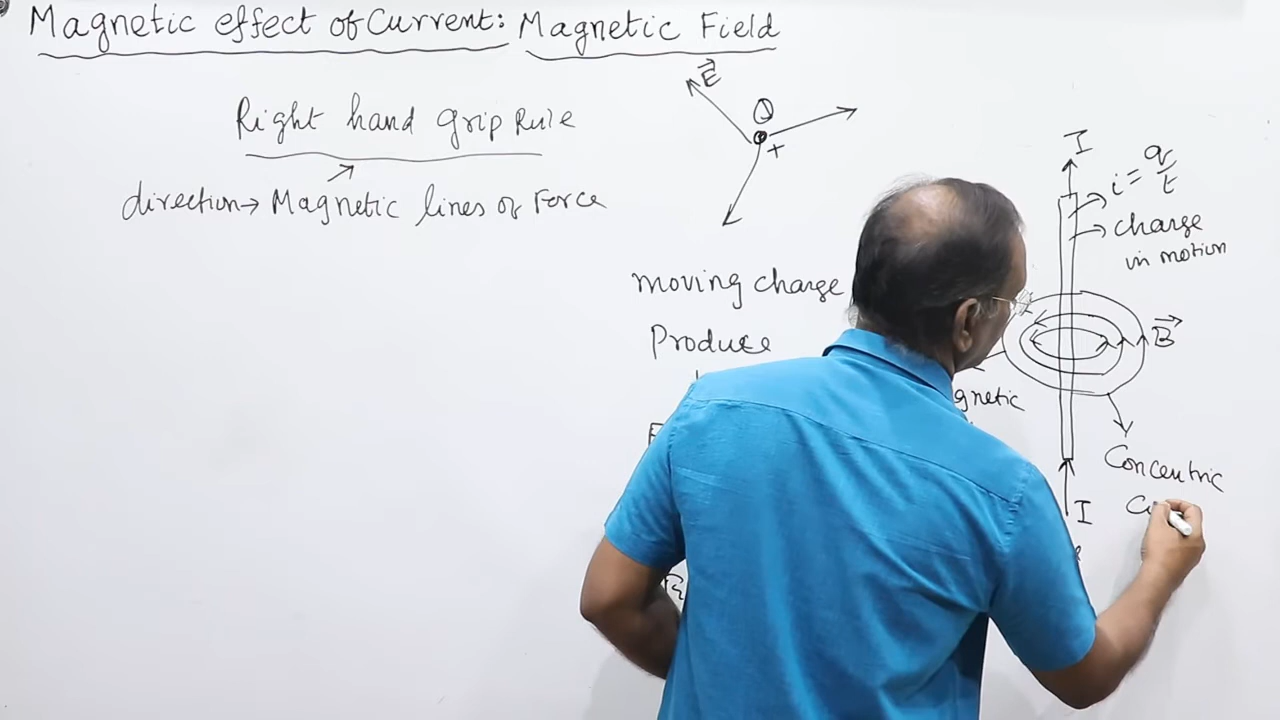 Magnetic effect of Current: Magnetic Field
Right hand grip Rule
direction → Magnetic lines of Force
E
Q
+
moving charge
Produce
I
i = q/t
charge
in motion
B
Concentric
I